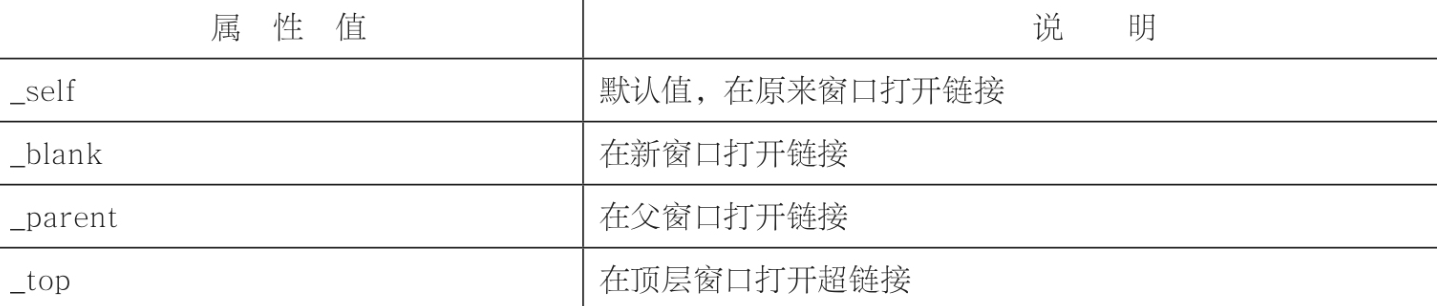 属 性 值 说 明
_self 默认值，在原来窗口打开链接
_blank 在新窗口打开链接
_parent 在父窗口打开链接
_top 在顶层窗口打开超链接